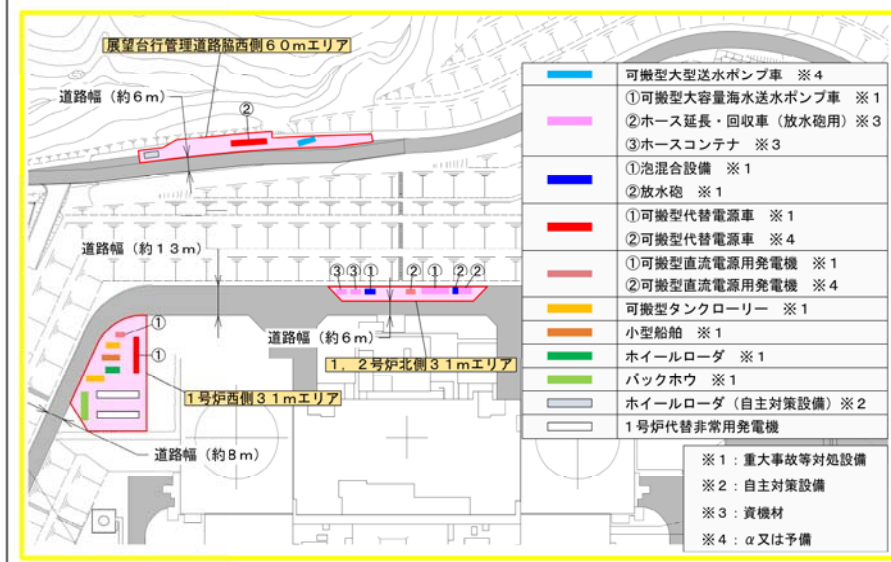 展望台行管理道路脇西側60mエリア
道路幅(約6m)
②
道路幅(約13m)
③③①
②
①
②②
道路幅(約6m)
1,2号炉北側31mエリア
①
①
1号炉西側31mエリア
道路幅(約8m)
可搬型大型送水ポンプ車 ※4
①可搬型大容量海水送水ポンプ車 ※1
②ホース延長・回収車(放水砲用)※3
③ホースコンテナ ※3
①泡混合設備 ※1
②放水砲 ※1
①可搬型代替電源車 ※1
②可搬型代替電源車 ※4
①可搬型直流電源用発電機 ※1
②可搬型直流電源用発電機 ※4
可搬型タンクローリー ※1
小型船舶 ※1
ホイールローダ ※1
バックホウ ※1
ホイールローダ(自主対策設備)※2
1号炉代替非常用発電機
※1:重大事故等対処設備
※2:自主対策設備
※3:資機材
※4:α又は予備